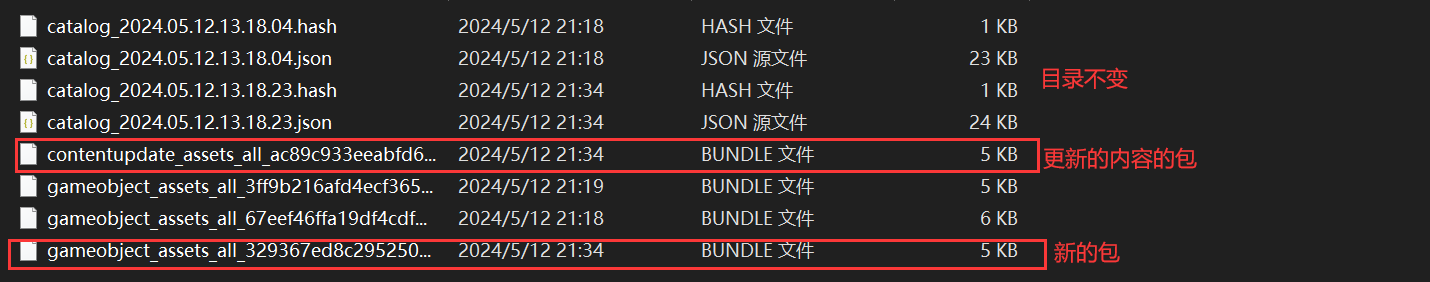 catalog_2024.05.12.13.18.04.hash 2024/5/12 21:18 HASH 文件 1 KB
catalog_2024.05.12.13.18.04.json 2024/5/12 21:18 JSON 源文件 23 KB
目录不变
catalog_2024.05.12.13.18.23.hash 2024/5/12 21:34 HASH 文件 1 KB
catalog_2024.05.12.13.18.23.json 2024/5/12 21:34 JSON 源文件 24 KB
contentupdate_assets_all_ac89c933eeabfd6... 2024/5/12 21:34 BUNDLE 文件 5 KB 更新的内容的包
gameobject_assets_all_3ff9b216afd4ecf365... 2024/5/12 21:19 BUNDLE 文件 5 KB
gameobject_assets_all_67eef46ffa19df4cdf... 2024/5/12 21:18 BUNDLE 文件 6 KB
gameobject_assets_all_329367ed8c295250... 2024/5/12 21:34 BUNDLE 文件 5 KB 新的包